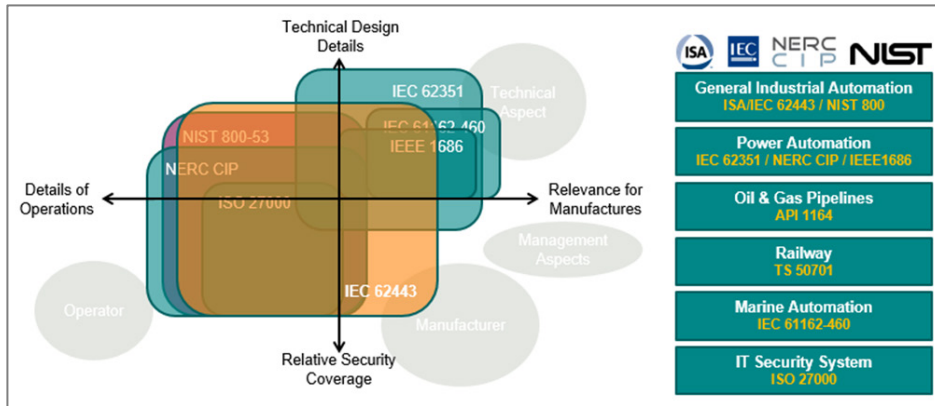 Technical Design
Details
IEC 62351
Technical
Aspect
IEC 61162-460
IEEE 1686
NIST 800-53
NERC CIP
ISO 27000
Details of
Operations
Relevance for
Manufactures
Management
Aspects
IEC 62443
Operator
Manufacturer
Relative Security
Coverage
ISA
IEC
NERC
CIP
NIST
General Industrial Automation
ISA/IEC 62443 / NIST 800
Power Automation
IEC 62351 / NERC CIP / IEEE1686
Oil & Gas Pipelines
API 1164
Railway
TS 50701
Marine Automation
IEC 61162-460
IT Security System
ISO 27000